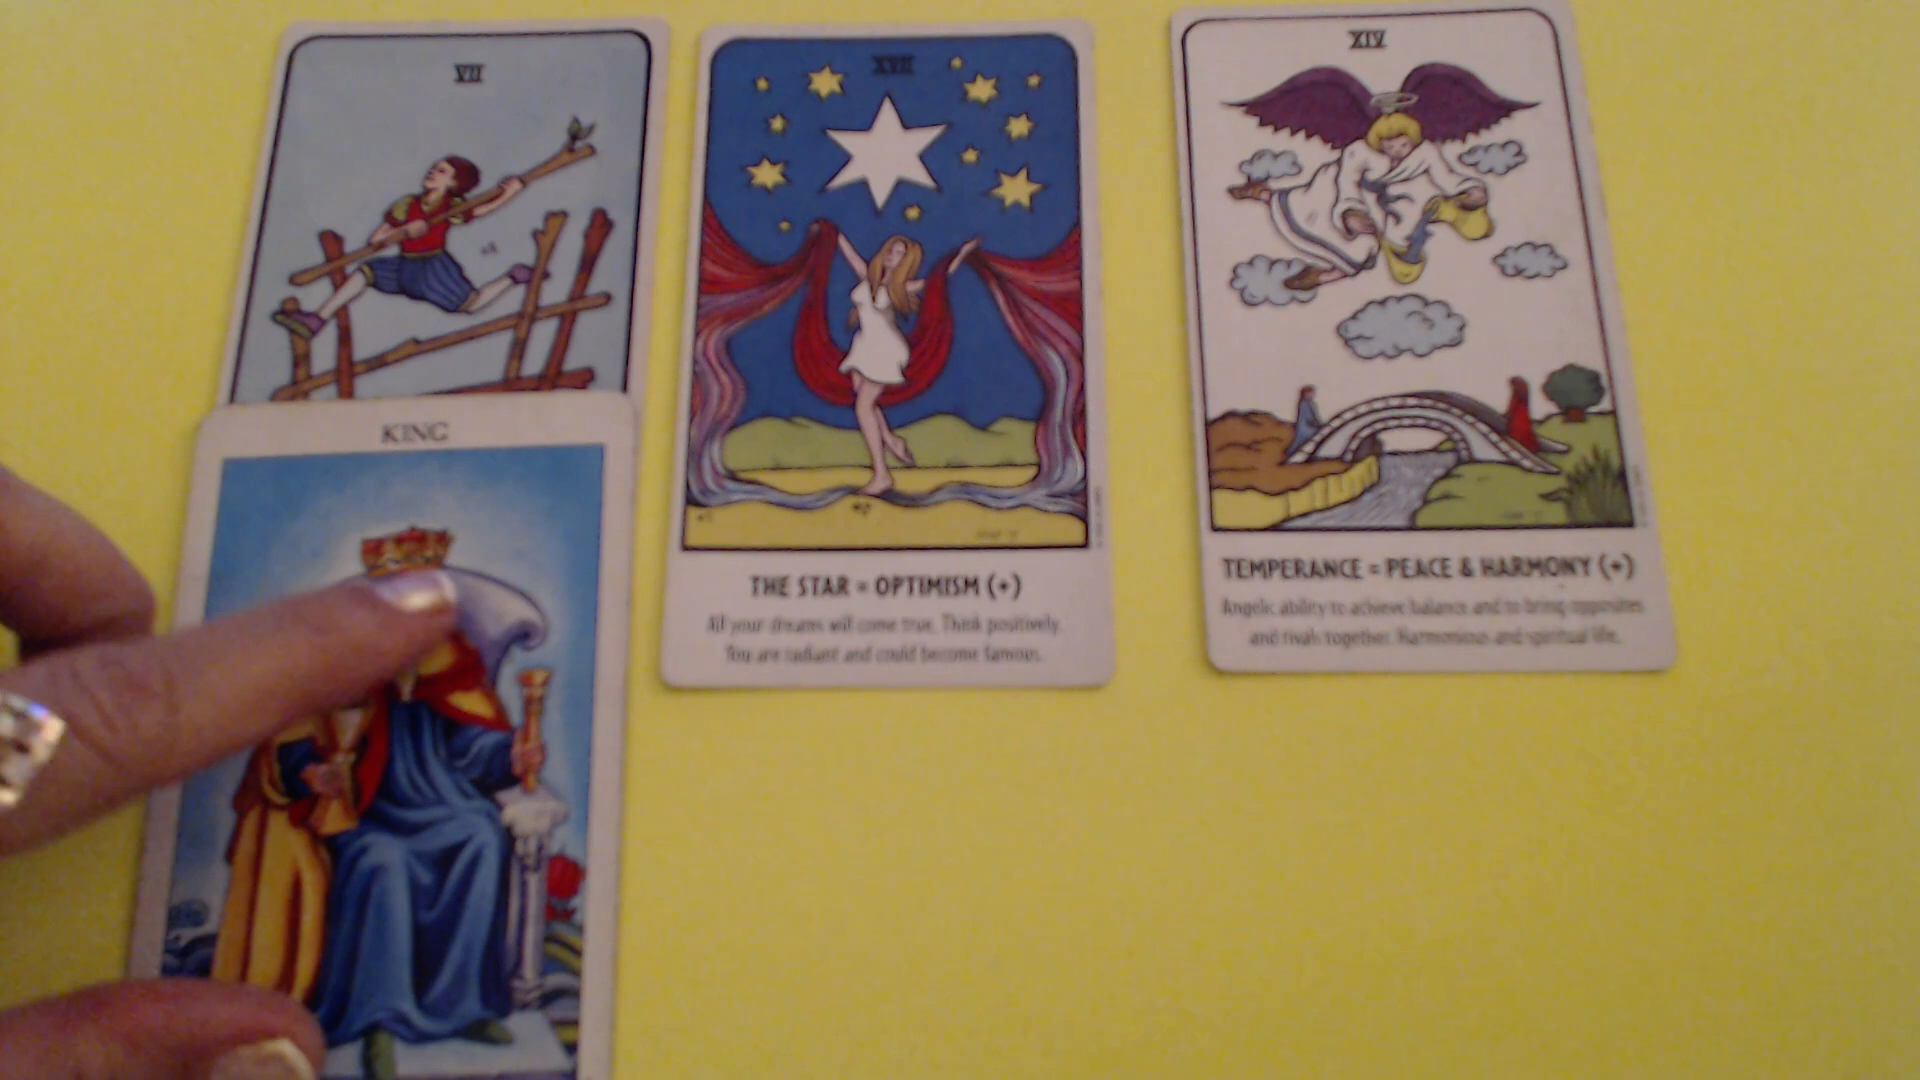 VII
XVII
XIV
KING
THE STAR = OPTIMISM (+)
All your dreams will come true. Think positively.
You are radiant and could become famous.
TEMPERANCE = PEACE & HARMONY (+)
Angelic ability to achieve balance and to bring opposites
and rivals together. Harmonious and spiritual life.